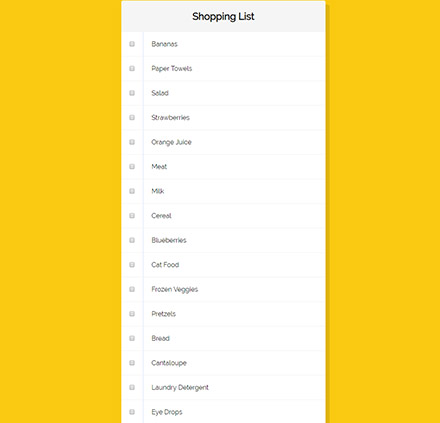 Shopping List
Bananas
Paper Towels
Salad
Strawberries
Orange Juice
Meat
Milk
Cereal
Blueberries
Cat Food
Frozen Veggies
Pretzels
Bread
Cantaloupe
Laundry Detergent
Eye Drops